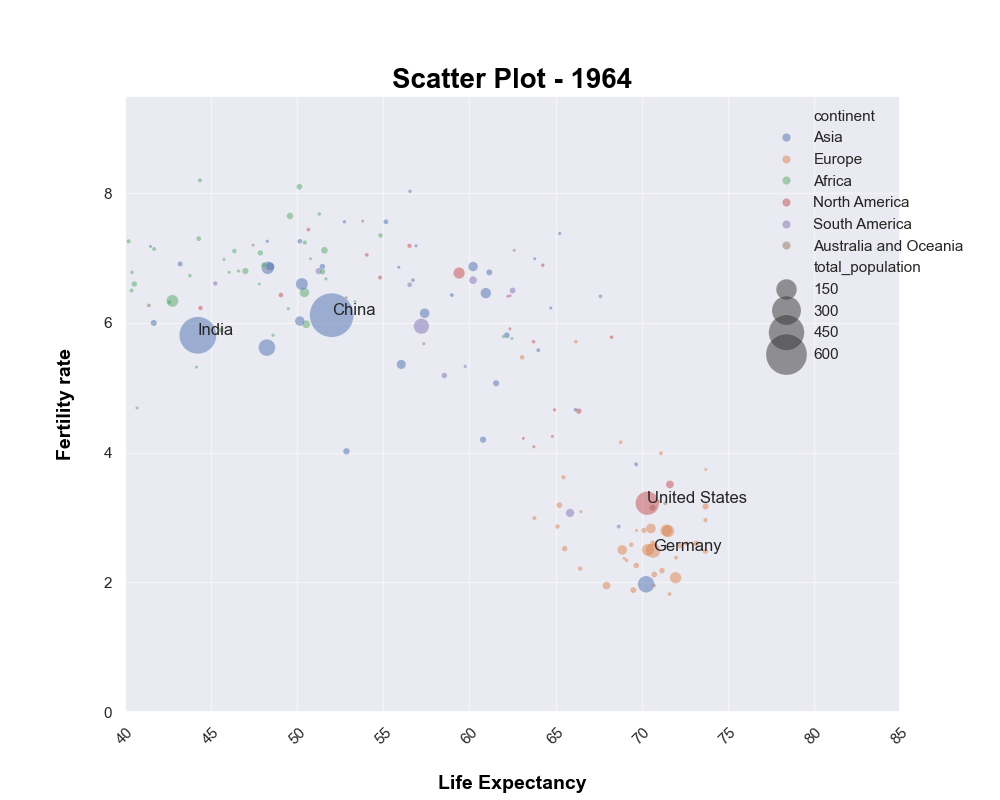 Scatter Plot - 1964
continent
Asia
Europe
Africa
North America
South America
Australia and Oceania
total_population
150
300
450
600
India
China
United States
Germany
Fertility rate
8
6
4
2
0
40
45
50
55
60
65
70
75
80
85
Life Expectancy